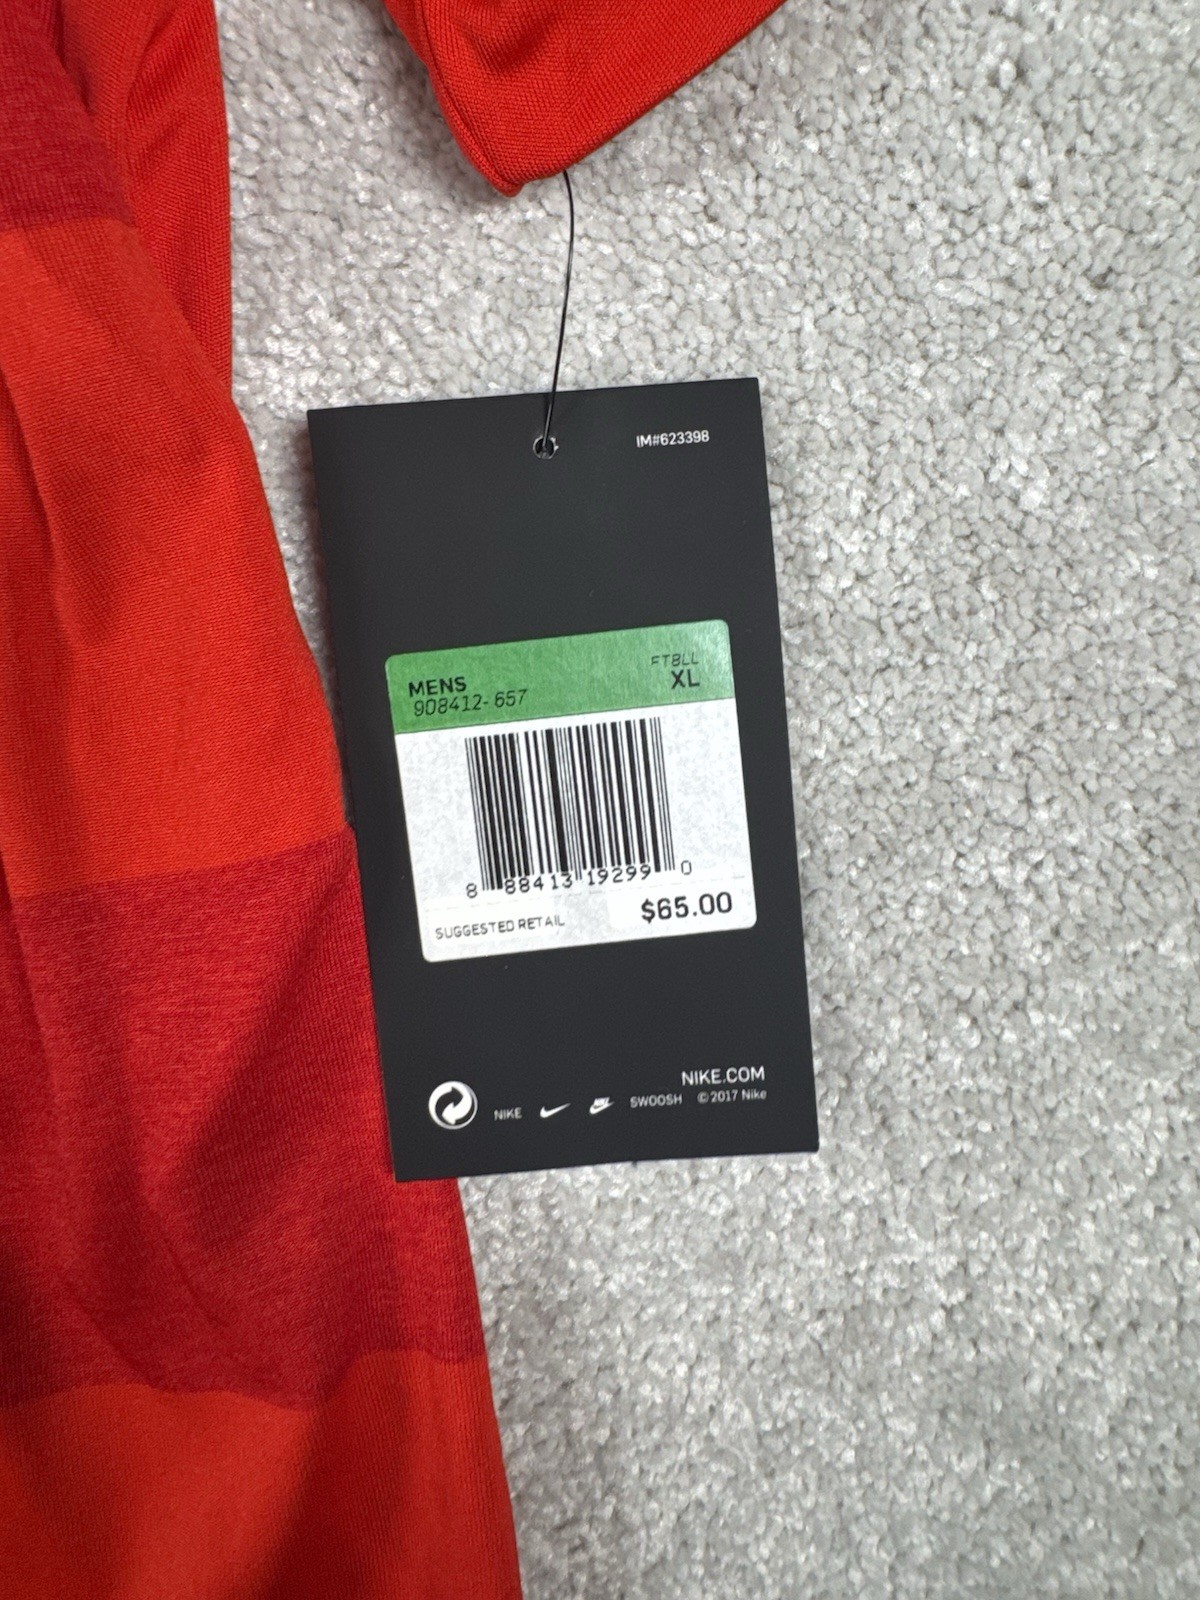 IM#623398
MENS
FTBLL
908412-657
XL
8 88413 19299 0
SUGGESTED RETAIL
$65.00
NIKE.COM
NIKE SWOOSH © 2017 Nike